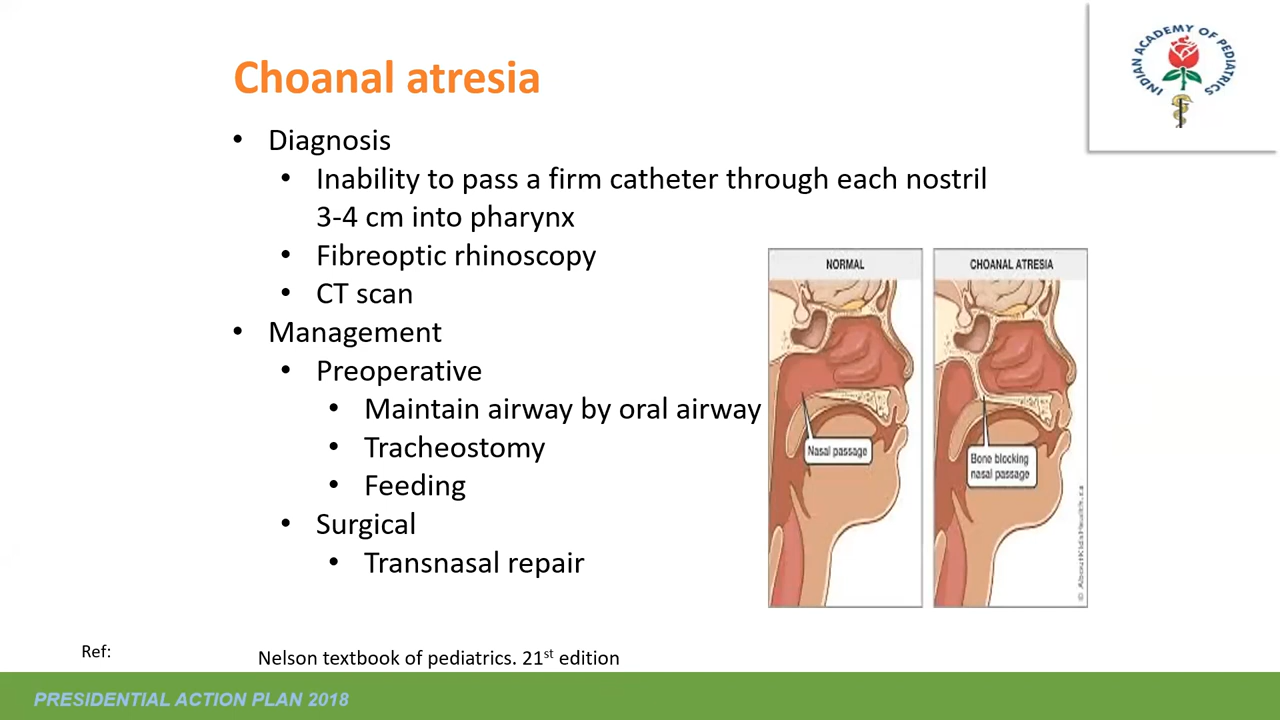 Choanal atresia
INDIAN ACADEMY OF PEDIATRICS
• Diagnosis
• Inability to pass a firm catheter through each nostril
3-4 cm into pharynx
• Fibreoptic rhinoscopy
• CT scan
• Management
• Preoperative
• Maintain airway by oral airway
• Tracheostomy
• Feeding
• Surgical
• Transnasal repair
NORMAL
Nasal passage
CHOANAL ATRESIA
Bone blocking
nasal passage
© AboutKidsHealth.ca
Ref:
Nelson textbook of pediatrics. 21st edition
PRESIDENTIAL ACTION PLAN 2018